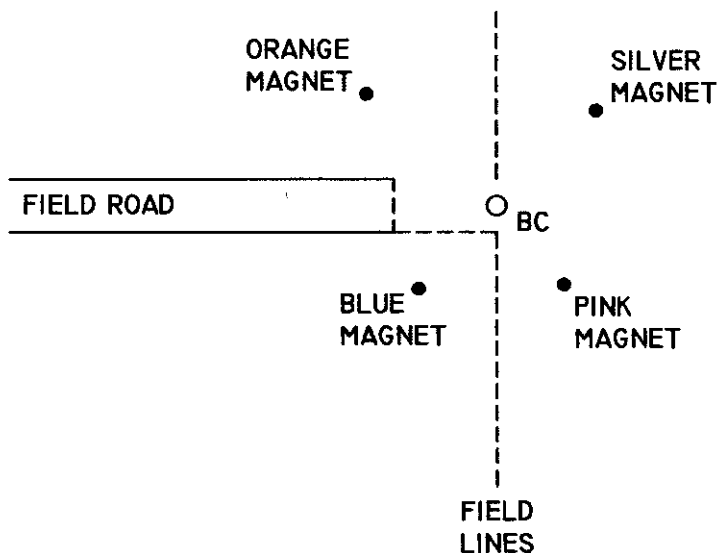 ORANGE
MAGNET
SILVER
MAGNET
FIELD ROAD
BC
BLUE
MAGNET
PINK
MAGNET
FIELD
LINES